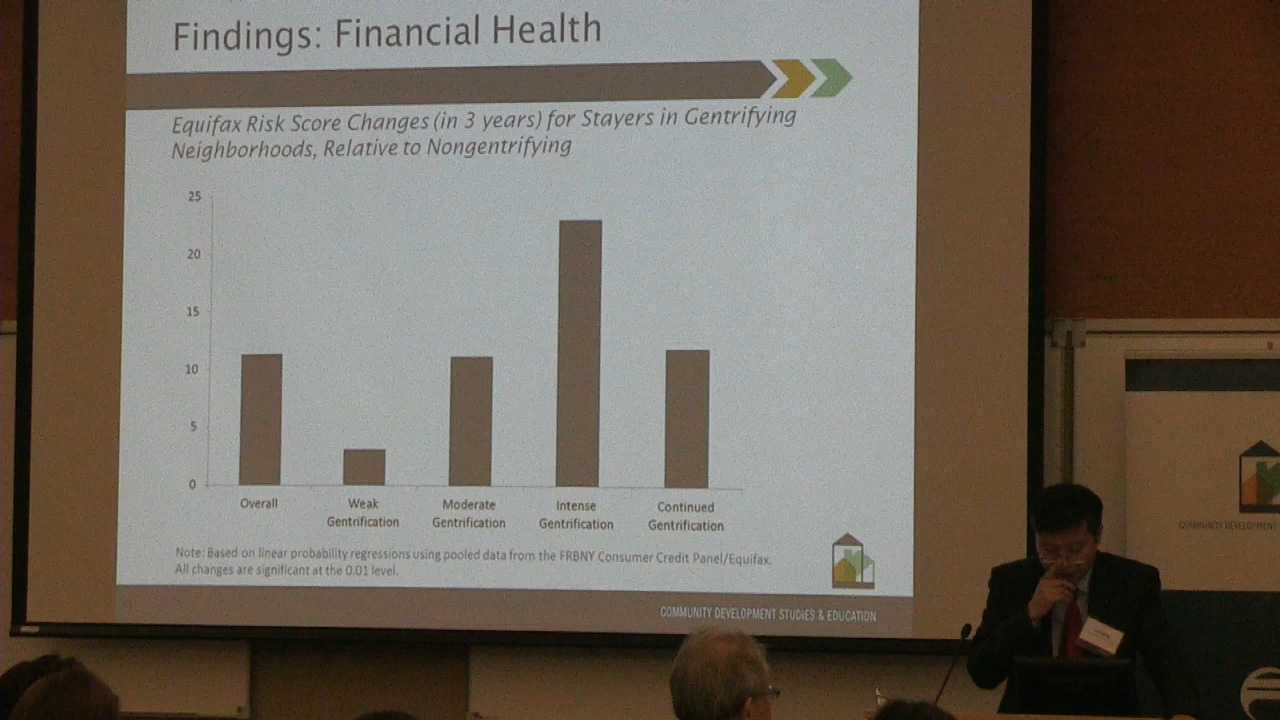 Findings: Financial Health
Equifax Risk Score Changes (in 3 years) for Stayers in Gentrifying
Neighborhoods, Relative to Nongentrifying
25
20
15
10
5
0
Overall
Weak
Gentrification
Moderate
Gentrification
Intense
Gentrification
Continued
Gentrification
Note: Based on linear probability regressions using pooled data from the FRBNY Consumer Credit Panel/Equifax.
All changes are significant at the 0.01 level.
COMMUNITY DEVELOPMENT STUDIES & EDUCATION
COMMUNITY DEVELOPMENT